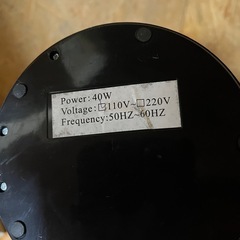 Power: 40W
Voltage: ☑110V~☐220V
Frequency:50HZ~60HZ